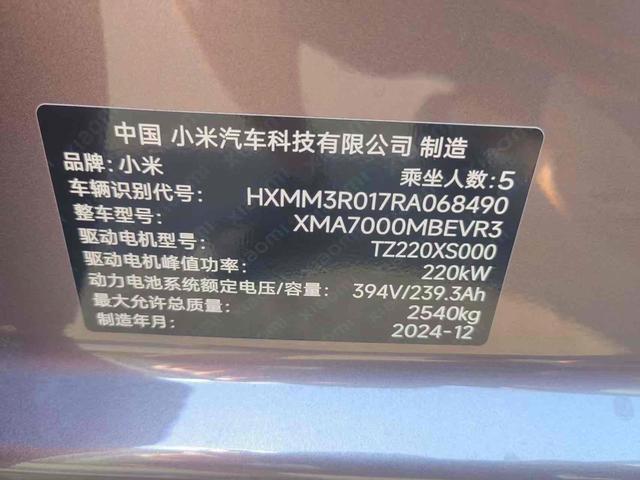 中国 小米汽车科技有限公司 制造
品牌:小米 乘坐人数:5
车辆识别代号: HXMM3R017RA068490
整车型号: XMA7000MBEVR3
驱动电机型号: TZ220XS000
驱动电机峰值功率: 220kW
动力电池系统额定电压/容量: 394V/239.3Ah
最大允许总质量: 2540kg
制造年月: 2024-12